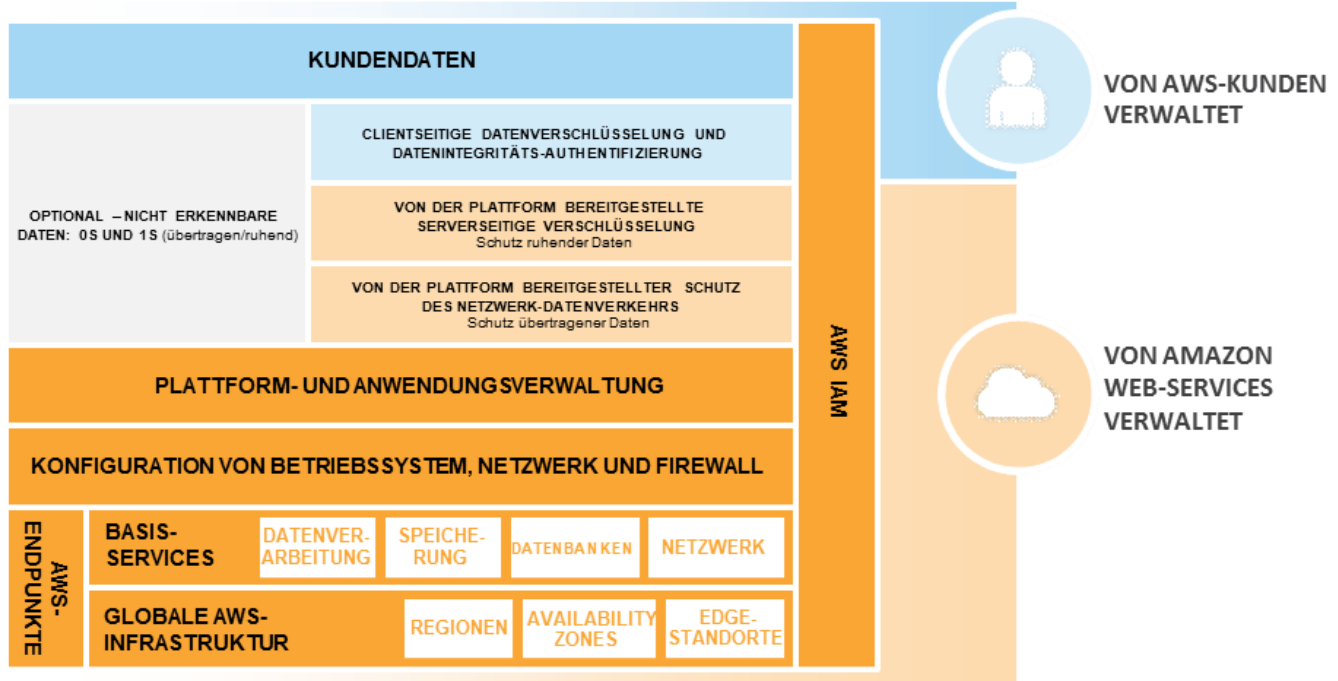 KUNDENDATEN
CLIENTSEITIGE DATENVERSCHLÜSSELUNG UND
DATENINTEGRITÄTS-AUTHENTIFIZIERUNG
OPTIONAL – NICHT ERKENNBARE
DATEN: 0S UND 1S (übertragen/ruhend)
VON DER PLATTFORM BEREITGESTELLTE
SERVERSEITIGE VERSCHLÜSSELUNG
Schutz ruhender Daten
VON DER PLATTFORM BEREITGESTELLTER SCHUTZ
DES NETZWERK-DATENVERKEHRS
Schutz übertragener Daten
PLATTFORM- UND ANWENDUNGSVERWALTUNG
KONFIGURATION VON BETRIEBSSYSTEM, NETZWERK UND FIREWALL
AWS-
ENDPUNKTE
BASIS-
SERVICES
DATENVER-
ARBEITUNG
SPEICHE-
RUNG
DATENBANKEN
NETZWERK
GLOBALE AWS-
INFRASTRUKTUR
REGIONEN
AVAILABILITY
ZONES
EDGE-
STANDORTE
AWS IAM
VON AWS-KUNDEN
VERWALTET
VON AMAZON
WEB-SERVICES
VERWALTET